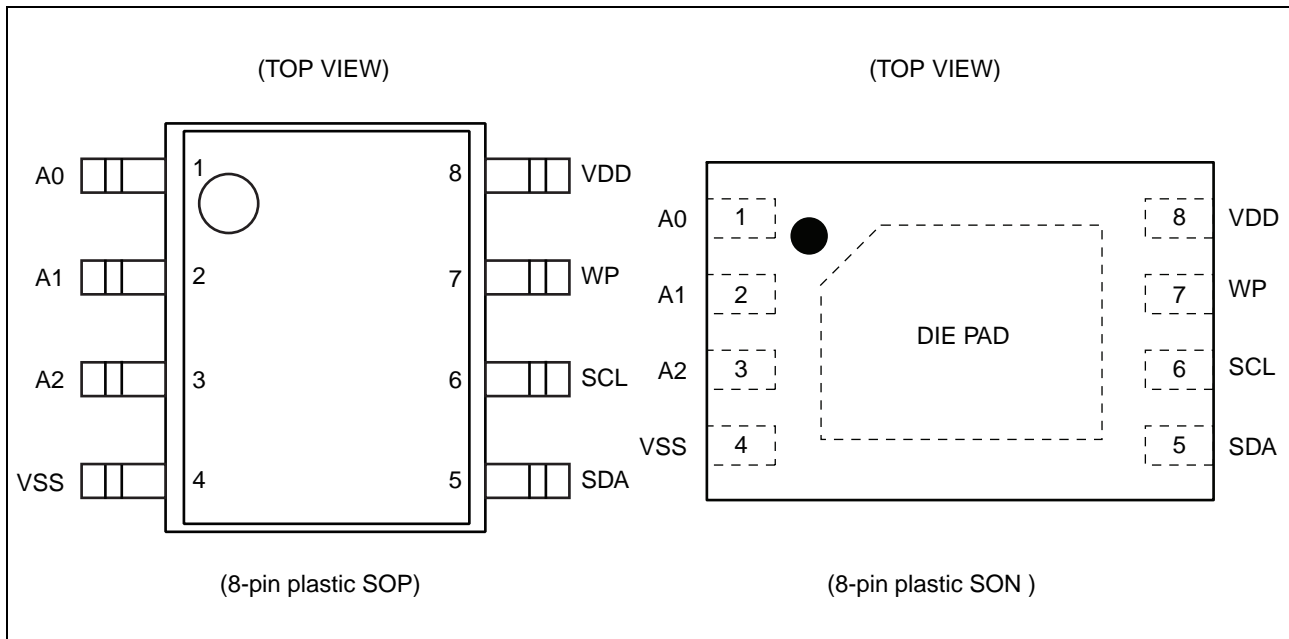 (TOP VIEW)
A0 1 8 VDD
A1 2 7 WP
A2 3 6 SCL
VSS 4 5 SDA
(8-pin plastic SOP)
(TOP VIEW)
A0 1 8 VDD
A1 2 7 WP
A2 3 6 SCL
VSS 4 5 SDA
DIE PAD
(8-pin plastic SON )